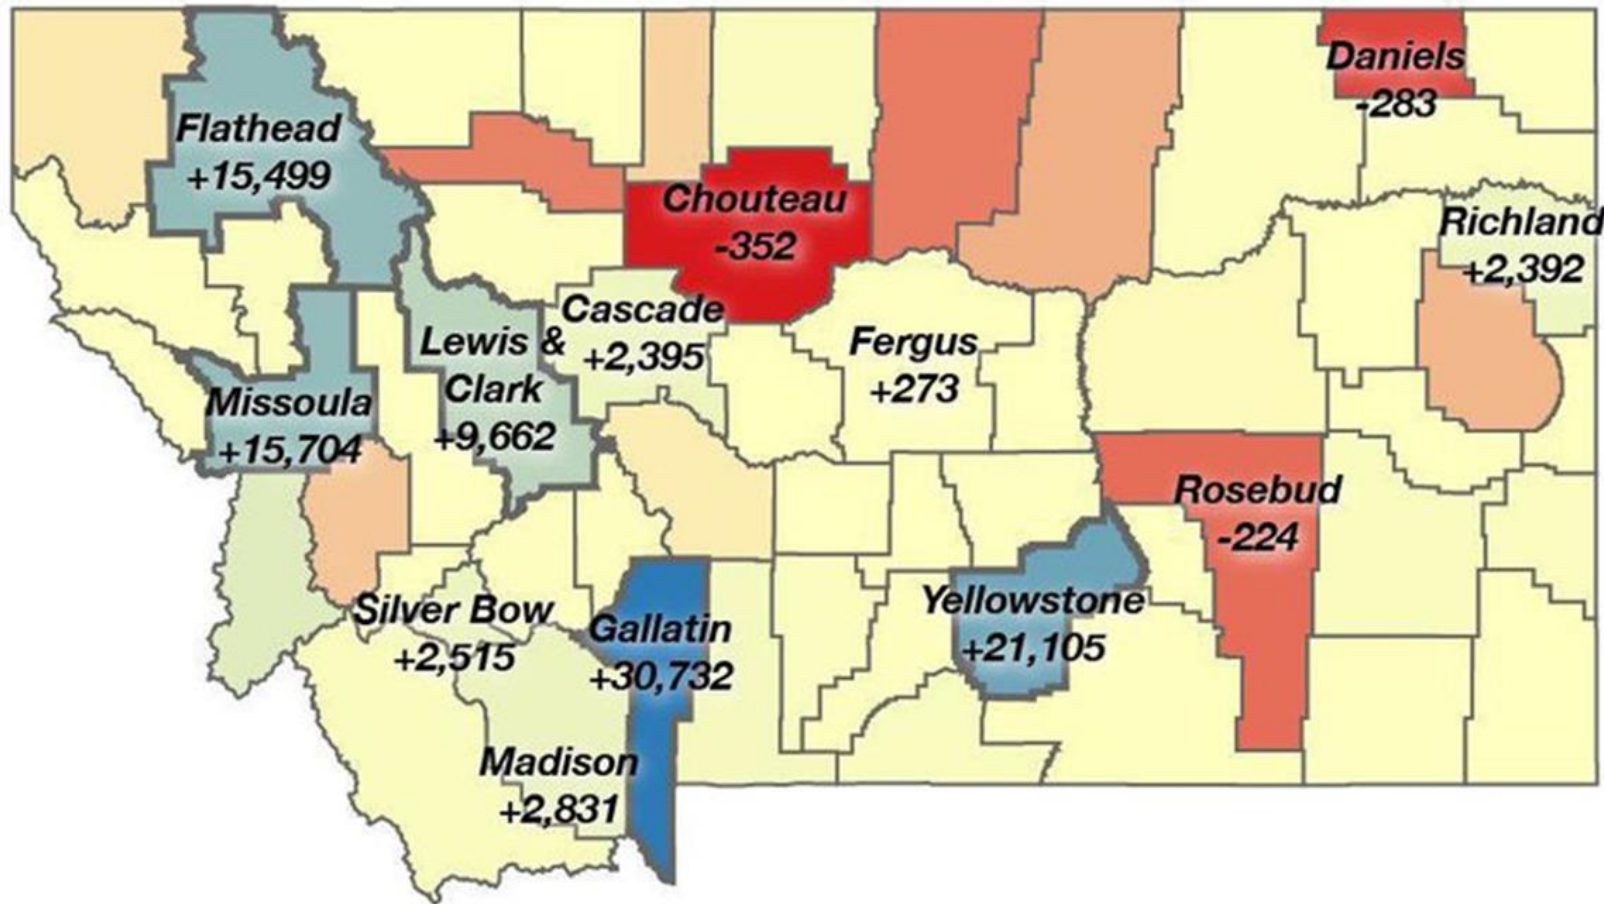 Daniels
-283
Flathead
+15,499
Chouteau
-352
Richland
+2,392
Cascade
+2,395
Lewis &
Clark
+9,662
Fergus
+273
Missoula
+15,704
Rosebud
-224
Silver Bow
+2,515
Gallatin
+30,732
Yellowstone
+21,105
Madison
+2,831